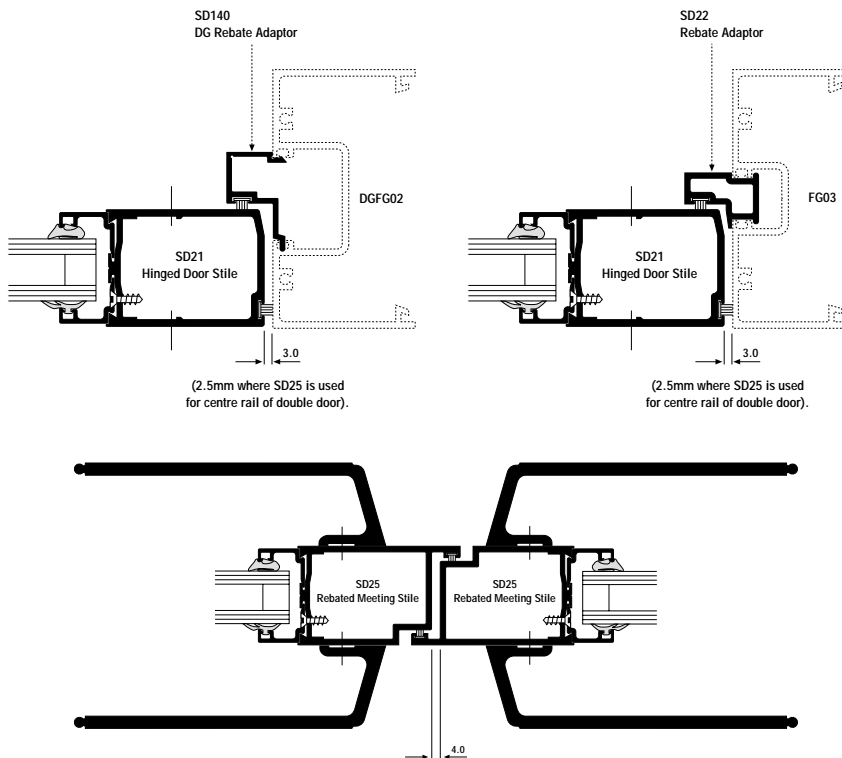 SD140
DG Rebate Adaptor
DGFG02
SD21
Hinged Door Stile
3.0
(2.5mm where SD25 is used
for centre rail of double door).
SD22
Rebate Adaptor
FG03
SD21
Hinged Door Stile
3.0
(2.5mm where SD25 is used
for centre rail of double door).
SD25
Rebated Meeting Stile
SD25
Rebated Meeting Stile
4.0